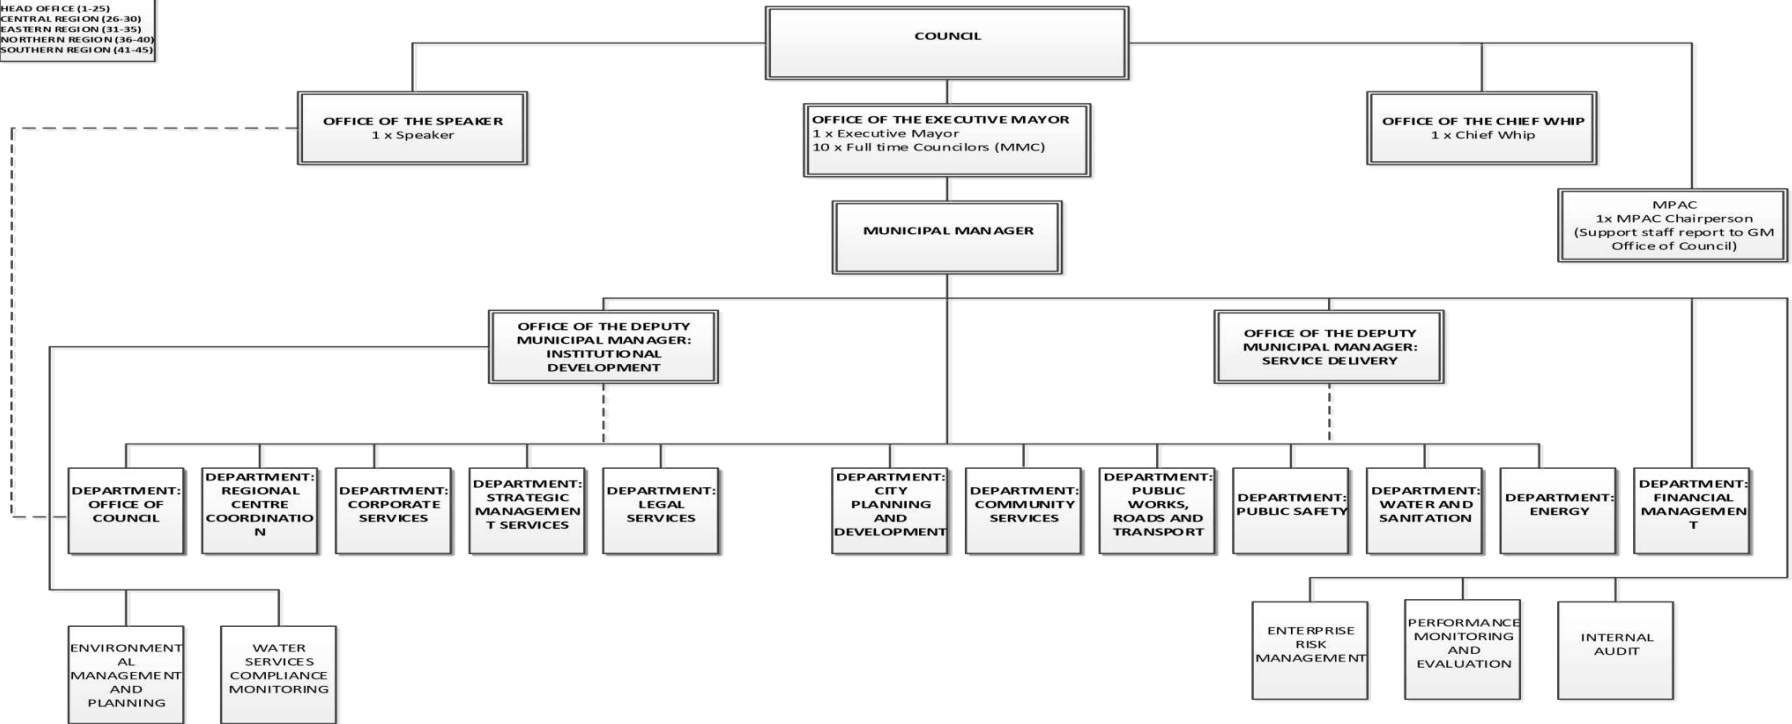 HEAD OFFICE (1-25)
CENTRAL REGION (26-30)
EASTERN REGION (31-35)
NORTHERN REGION (36-40)
SOUTHERN REGION (41-45)
COUNCIL
OFFICE OF THE SPEAKER
1 x Speaker
OFFICE OF THE EXECUTIVE MAYOR
1 x Executive Mayor
10 x Full time Councilors (MMC)
OFFICE OF THE CHIEF WHIP
1 x Chief Whip
MPAC
1x MPAC Chairperson
(Support staff report to GM
Office of Council)
MUNICIPAL MANAGER
OFFICE OF THE DEPUTY
MUNICIPAL MANAGER:
INSTITUTIONAL
DEVELOPMENT
OFFICE OF THE DEPUTY
MUNICIPAL MANAGER:
SERVICE DELIVERY
DEPARTMENT:
OFFICE OF
COUNCIL
DEPARTMENT:
REGIONAL
CENTRE
COORDINATIO
N
DEPARTMENT:
CORPORATE
SERVICES
DEPARTMENT:
STRATEGIC
MANAGEMEN
T SERVICES
DEPARTMENT:
LEGAL
SERVICES
DEPARTMENT:
CITY
PLANNING
AND
DEVELOPMENT
DEPARTMENT:
COMMUNITY
SERVICES
DEPARTMENT:
PUBLIC
WORKS,
ROADS AND
TRANSPORT
DEPARTMENT:
PUBLIC SAFETY
DEPARTMENT:
WATER AND
SANITATION
DEPARTMENT:
ENERGY
DEPARTMENT:
FINANCIAL
MANAGEMEN
T
ENVIRONMENT
AL
MANAGEMENT
AND
PLANNING
WATER
SERVICES
COMPLIANCE
MONITORING
ENTERPRISE
RISK
MANAGEMENT
PERFORMANCE
MONITORING
AND
EVALUATION
INTERNAL
AUDIT